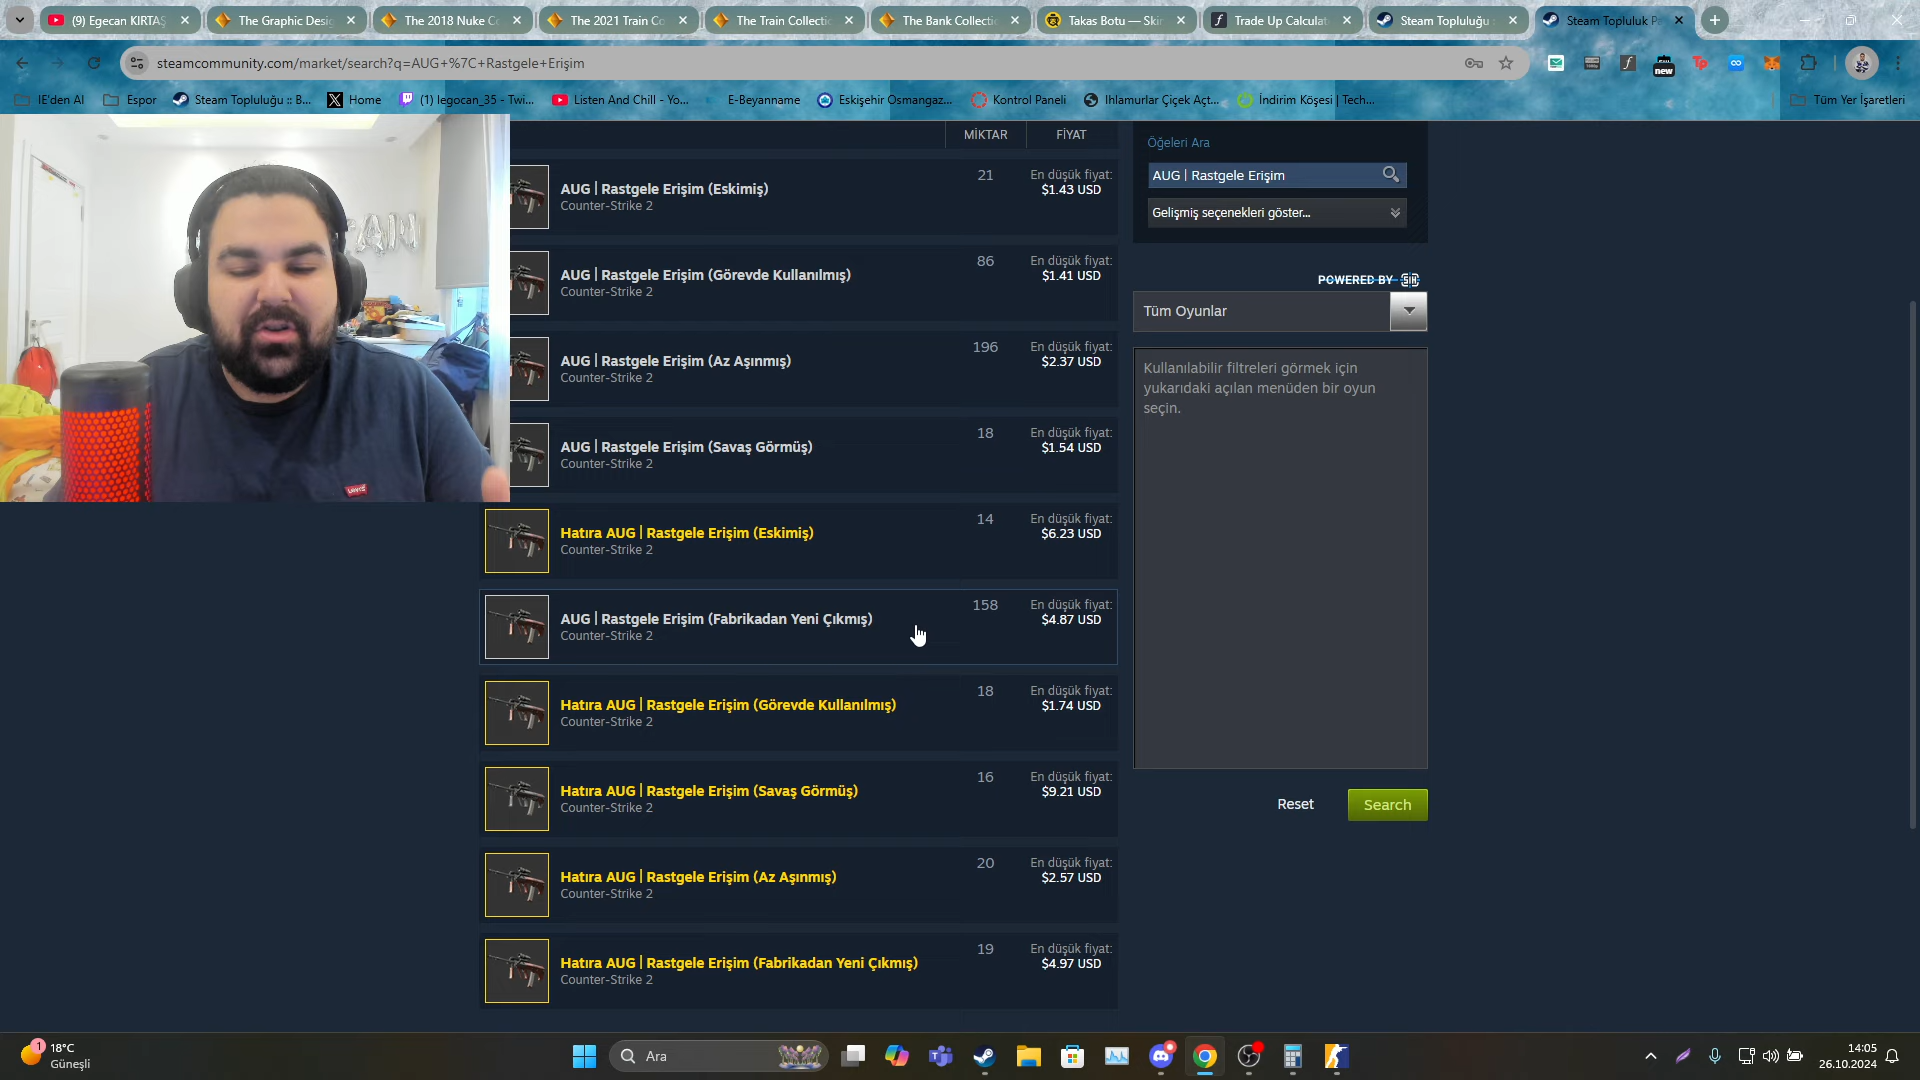 (9) Egecan KIRTAŞ
The Graphic Desi
The 2018 Nuke Co
The 2021 Train Co
The Train Collecti
The Bank Collectio
Takas Botu — Skin
Trade Up Calculat
Steam Topluluğu :
Steam Topluluk Pa
steamcommunity.com/market/search?q=AUG+%7C+Rastgele+Erişim
new
Tp
IE'den Al
Espor
Steam Topluluğu :: B...
Home
(1) legocan_35 - Twi...
Listen And Chill - Yo...
E-Beyanname
Eskişehir Osmangaz...
Kontrol Paneli
Ihlamurlar Çiçek Açt...
İndirim Köşesi | Tech...
Tüm Yer İşaretleri
MİKTAR
FİYAT
AUG | Rastgele Erişim (Eskimiş)
Counter-Strike 2
21
En düşük fiyat:
$1.43 USD
AUG | Rastgele Erişim (Görevde Kullanılmış)
Counter-Strike 2
86
En düşük fiyat:
$1.41 USD
AUG | Rastgele Erişim (Az Aşınmış)
Counter-Strike 2
196
En düşük fiyat:
$2.37 USD
AUG | Rastgele Erişim (Savaş Görmüş)
Counter-Strike 2
18
En düşük fiyat:
$1.54 USD
Hatıra AUG | Rastgele Erişim (Eskimiş)
Counter-Strike 2
14
En düşük fiyat:
$6.23 USD
AUG | Rastgele Erişim (Fabrikadan Yeni Çıkmış)
Counter-Strike 2
158
En düşük fiyat:
$4.87 USD
Hatıra AUG | Rastgele Erişim (Görevde Kullanılmış)
Counter-Strike 2
18
En düşük fiyat:
$1.74 USD
Hatıra AUG | Rastgele Erişim (Savaş Görmüş)
Counter-Strike 2
16
En düşük fiyat:
$9.21 USD
Hatıra AUG | Rastgele Erişim (Az Aşınmış)
Counter-Strike 2
20
En düşük fiyat:
$2.57 USD
Hatıra AUG | Rastgele Erişim (Fabrikadan Yeni Çıkmış)
Counter-Strike 2
19
En düşük fiyat:
$4.97 USD
Öğeleri Ara
AUG | Rastgele Erişim
Gelişmiş seçenekleri göster...
POWERED BY SIH
Tüm Oyunlar
Kullanılabilir filtreleri görmek için
yukarıdaki açılan menüden bir oyun
seçin.
Reset
Search
1
18°C
Güneşli
Ara
14:05
26.10.2024